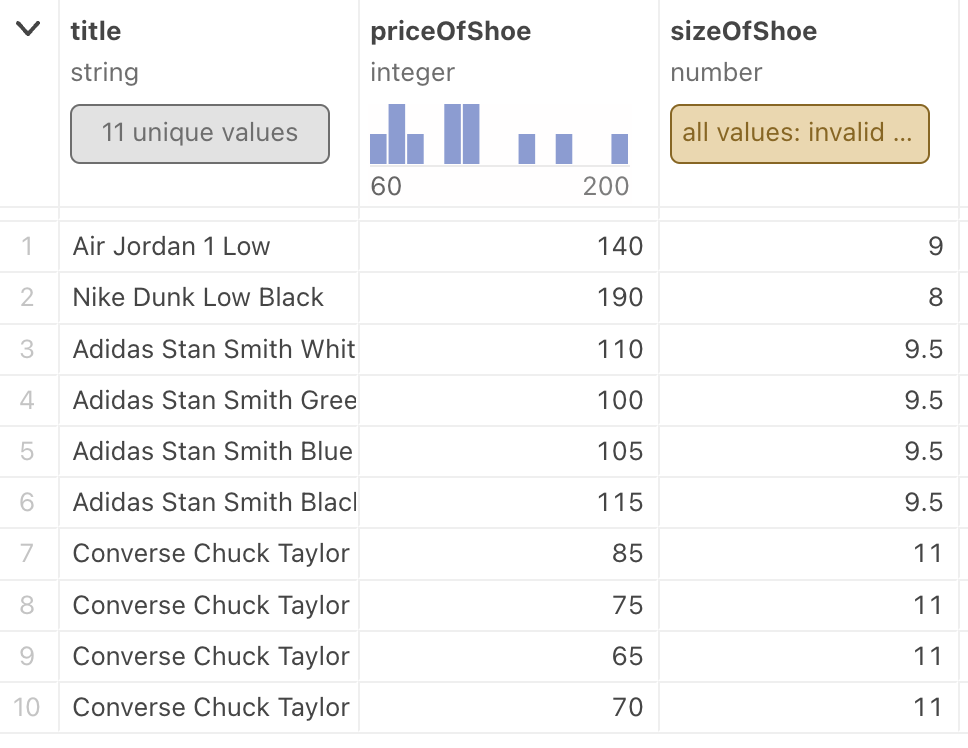 title priceOfShoe sizeOfShoe
string integer number
11 unique values all values: invalid ...
60 200
1 Air Jordan 1 Low 140 9
2 Nike Dunk Low Black 190 8
3 Adidas Stan Smith Whit 110 9.5
4 Adidas Stan Smith Gree 100 9.5
5 Adidas Stan Smith Blue 105 9.5
6 Adidas Stan Smith Blacl 115 9.5
7 Converse Chuck Taylor 85 11
8 Converse Chuck Taylor 75 11
9 Converse Chuck Taylor 65 11
10 Converse Chuck Taylor 70 11